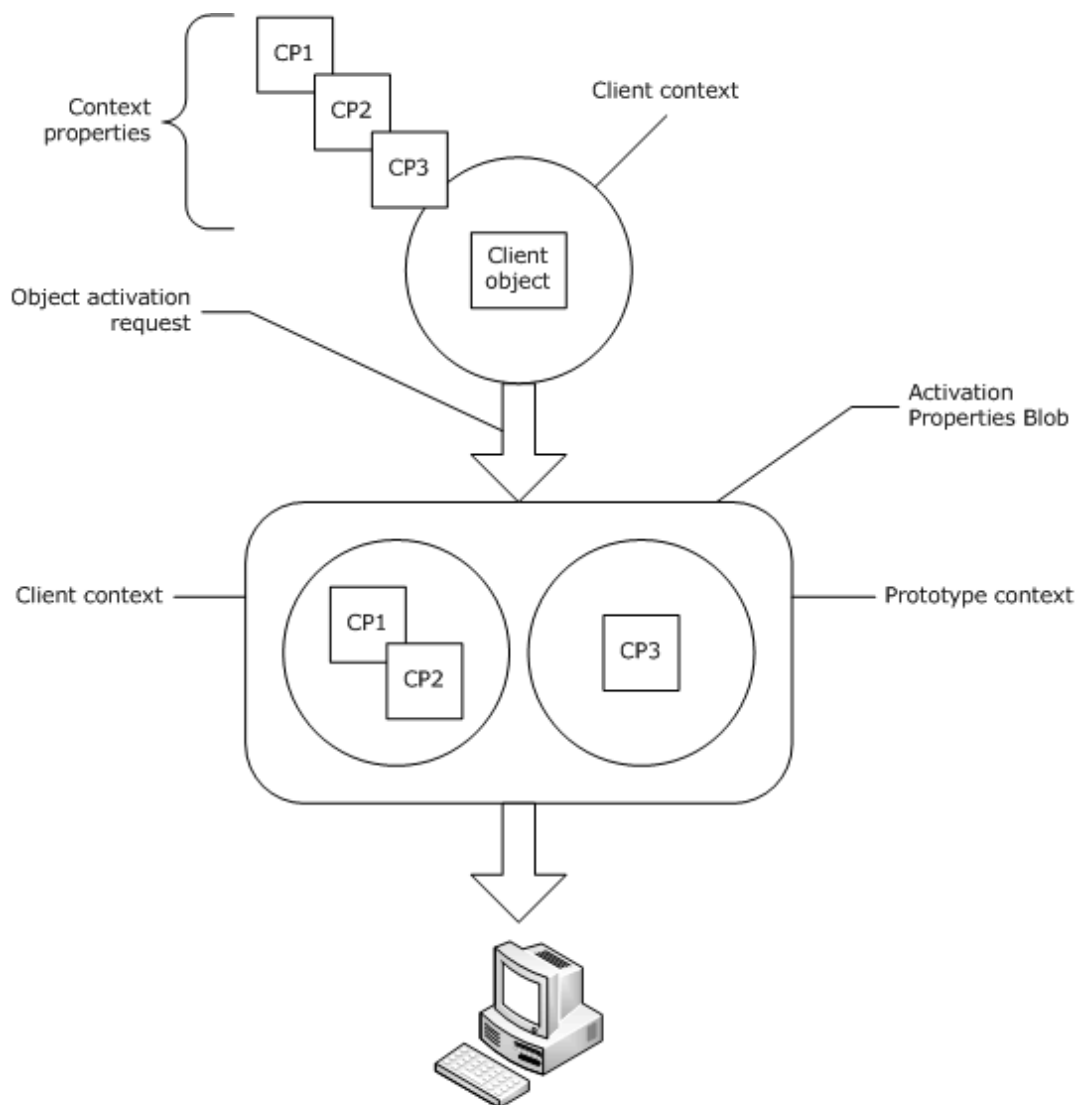 CP1
Context
properties
CP2
CP3
Client context
Client
object
Object activation
request
Activation
Properties Blob
Client context
CP1
CP2
CP3
Prototype context